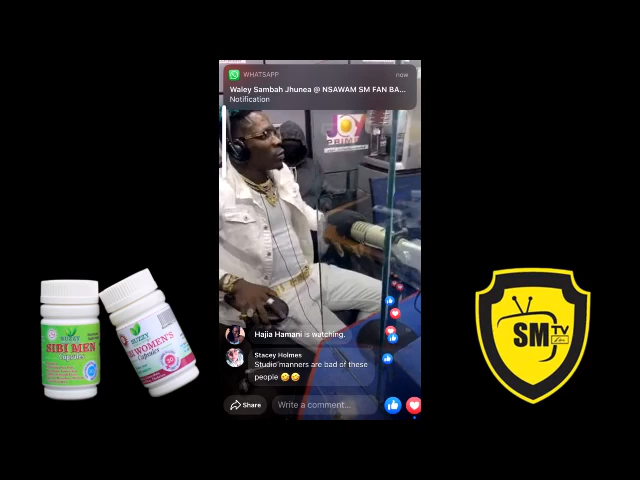 WHATSAPP
now
Waley Sambah Jhunea @ NSAWAM SM FAN BA...
Notification
JOY
PRIME
Hajia Hamani is watching.
Stacey Holmes
Studio manners are bad of these
people 🤣🤣
Share
Write a comment...
SIBI MEN
Capsules
WOMEN'S
Capsules
SM
TV